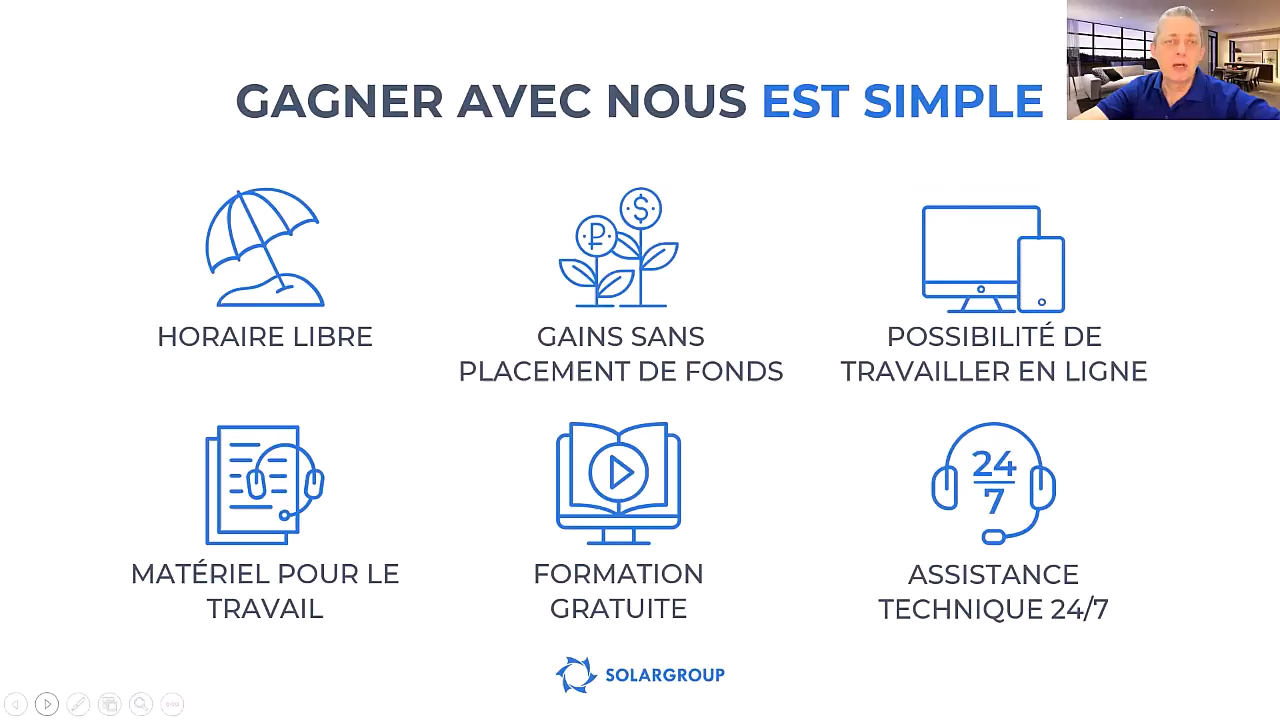 GAGNER AVEC NOUS EST SIMPLE
HORAIRE LIBRE
₽
$
GAINS SANS
PLACEMENT DE FONDS
POSSIBILITÉ DE
TRAVAILLER EN LIGNE
MATÉRIEL POUR LE
TRAVAIL
FORMATION
GRATUITE
24
7
ASSISTANCE
TECHNIQUE 24/7
SOLARGROUP